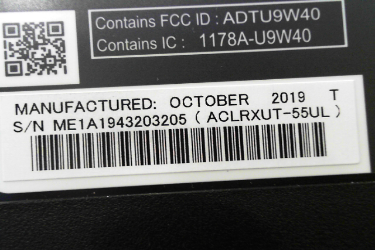 Contains FCC ID : ADTU9W40
Contains IC : 1178A-U9W40
MANUFACTURED: OCTOBER 2019 T
S/N ME1A1943203205 ( ACLRXUT-55UL )